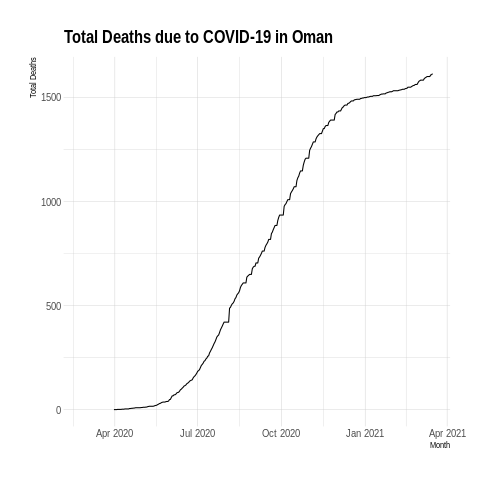 Total Deaths due to COVID-19 in Oman
Total Deaths
1500
1000
500
0
Apr 2020 Jul 2020 Oct 2020 Jan 2021 Apr 2021
Month